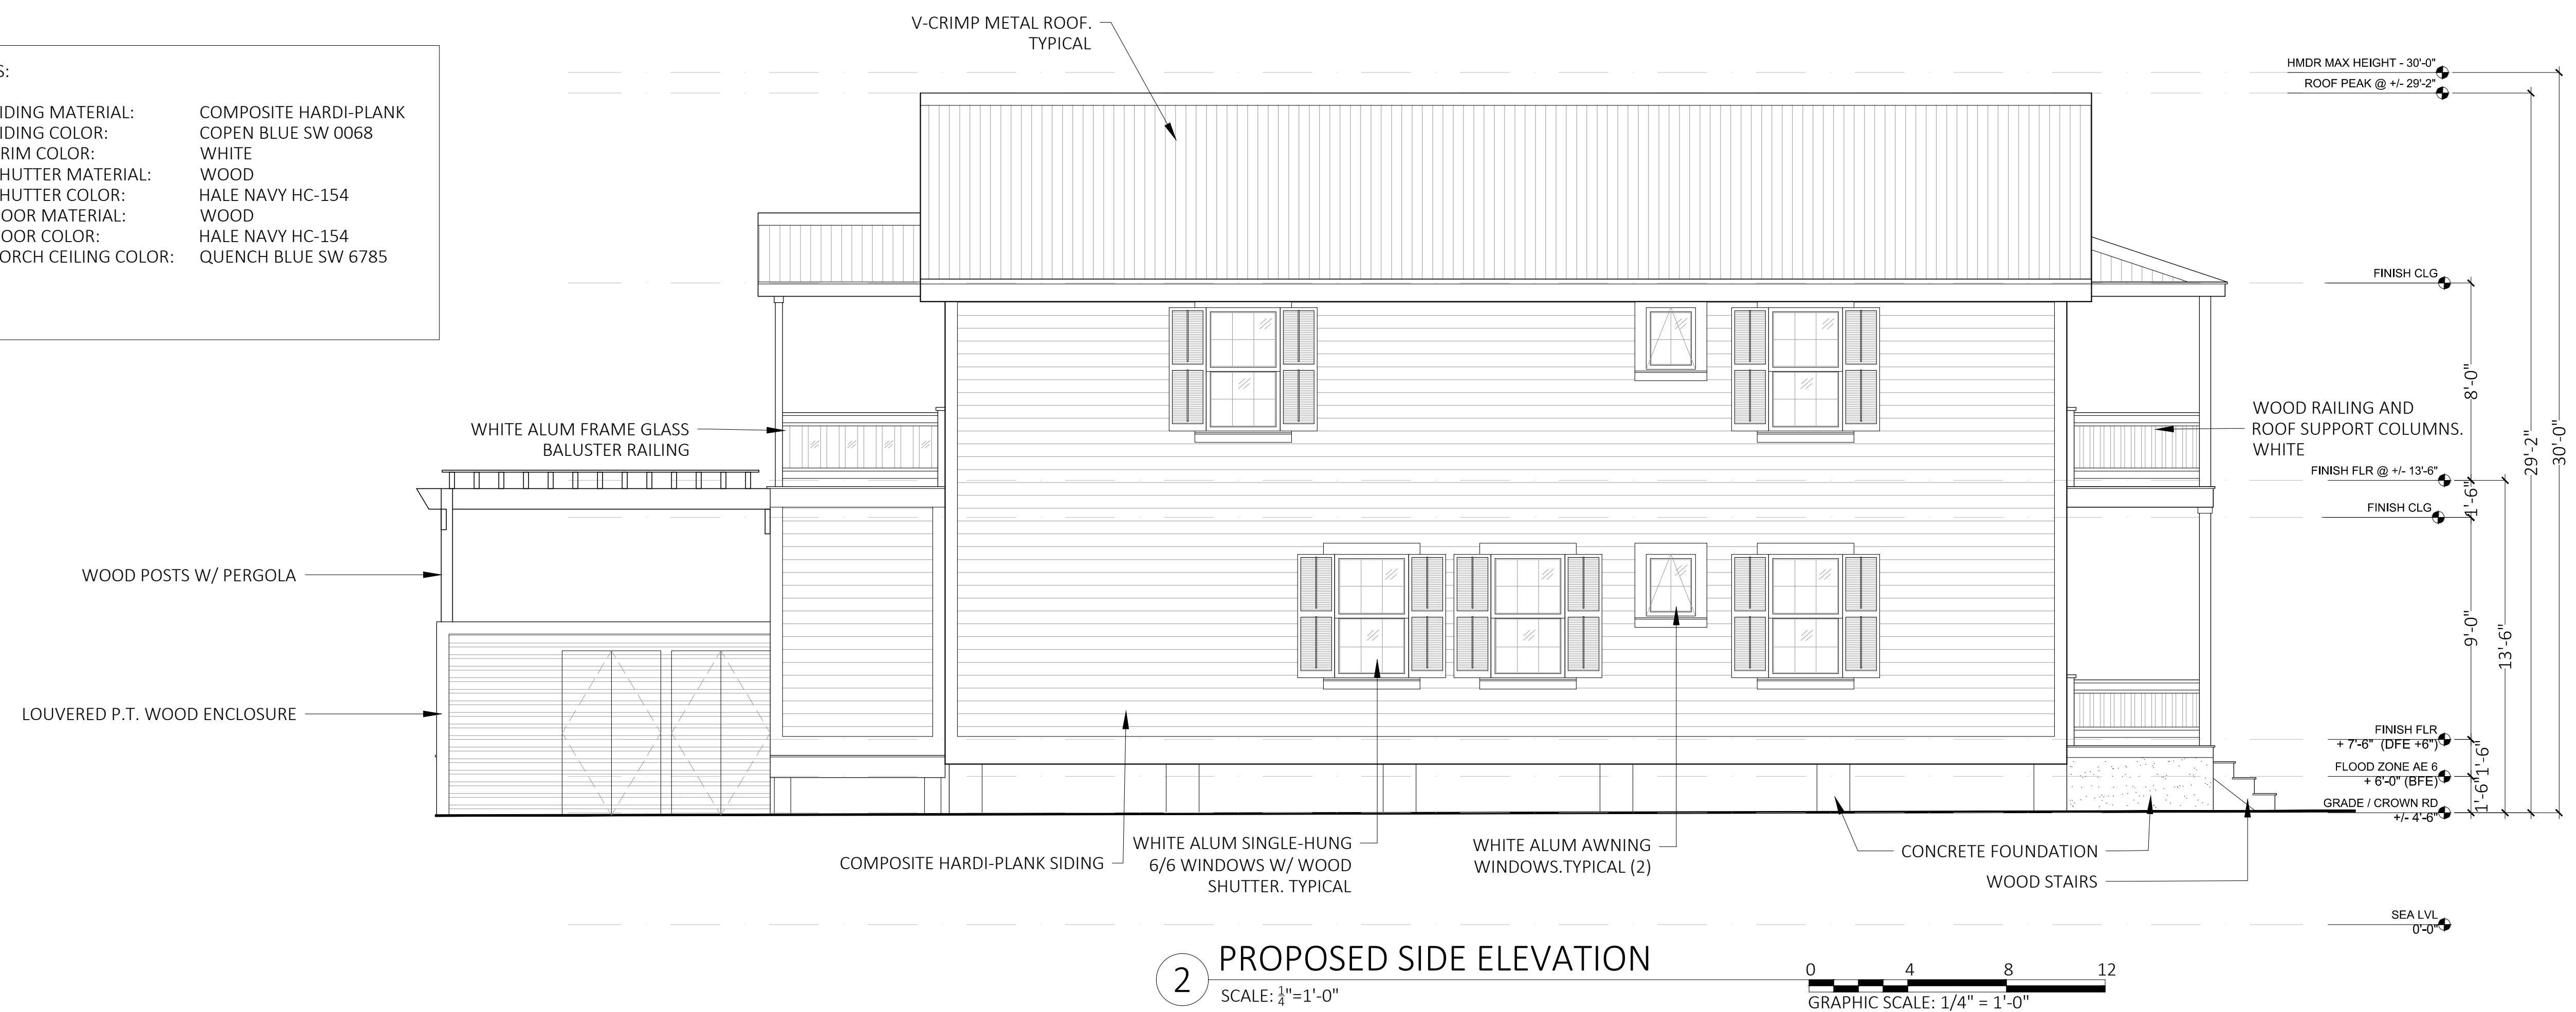 V-CRIMP METAL ROOF.
TYPICAL
S:
IDING MATERIAL: COMPOSITE HARDI-PLANK
IDING COLOR: COPEN BLUE SW 0068
RIM COLOR: WHITE
HUTTER MATERIAL: WOOD
HUTTER COLOR: HALE NAVY HC-154
OOR MATERIAL: WOOD
OOR COLOR: HALE NAVY HC-154
ORCH CEILING COLOR: QUENCH BLUE SW 6785
HMDR MAX HEIGHT - 30'-0"
ROOF PEAK @ +/- 29'-2"
FINISH CLG
8'-0"
WHITE ALUM FRAME GLASS
BALUSTER RAILING
WOOD RAILING AND
ROOF SUPPORT COLUMNS.
WHITE
29'-2"
30'-0"
FINISH FLR @ +/- 13'-6"
1'-6"
FINISH CLG
WOOD POSTS W/ PERGOLA
9'-0"
13'-6"
LOUVERED P.T. WOOD ENCLOSURE
FINISH FLR
+ 7'-6" (DFE +6")
1'-6"
FLOOD ZONE AE 6
+ 6'-0" (BFE)
1'-6"
GRADE / CROWN RD
+/- 4'-6"
COMPOSITE HARDI-PLANK SIDING
WHITE ALUM SINGLE-HUNG
6/6 WINDOWS W/ WOOD
SHUTTER. TYPICAL
WHITE ALUM AWNING
WINDOWS.TYPICAL (2)
CONCRETE FOUNDATION
WOOD STAIRS
SEA LVL
0'-0"
2
PROPOSED SIDE ELEVATION
SCALE: 1/4"=1'-0"
0 4 8 12
GRAPHIC SCALE: 1/4" = 1'-0"